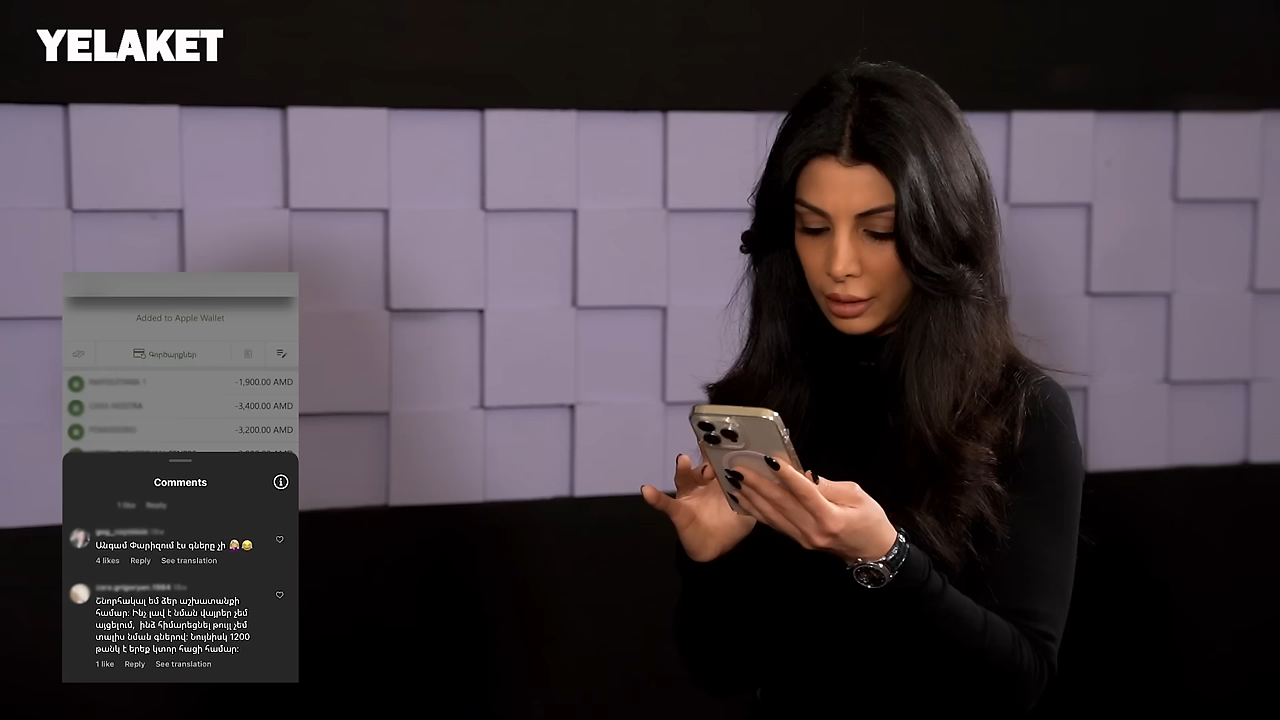 YELAKET
Added to Apple Wallet
Գործարքներ
-1,900.00 AMD
-3,400.00 AMD
-3,200.00 AMD
Comments
1 like Reply
Անգամ Փարիզում էս գները չի 🤦🏼‍♀️😂
4 likes Reply See translation
Շնորհակալ եմ ձեր աշխատանքի
համար: Ինչ լավ է նման վայրեր չեմ
այցելում, ինձ հիմարեցնել թույլ չեմ
տալիս նման գներով: Նույնիսկ 1200
թանկ է երեք կտոր հացի համար:
1 like Reply See translation